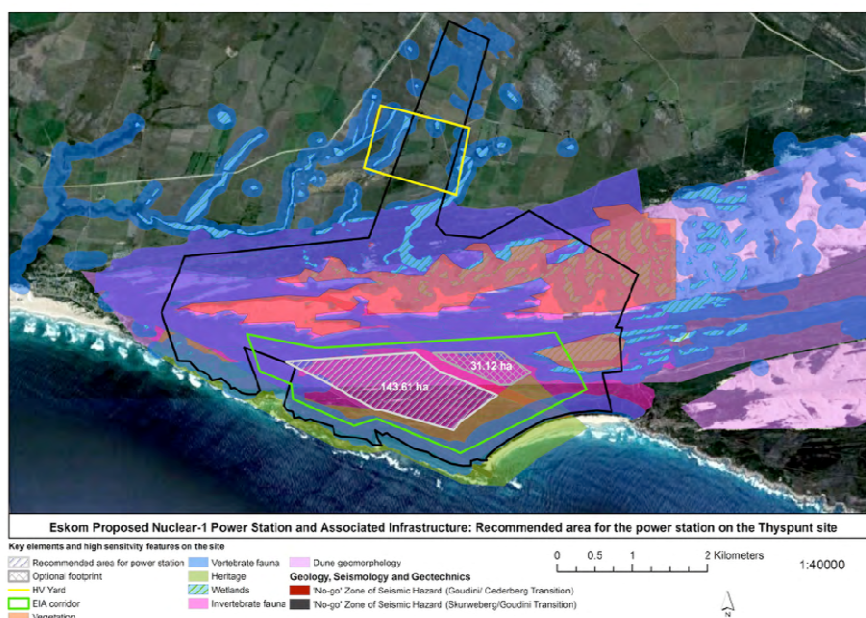 31.12 ha
143.61 ha
Eskom Proposed Nuclear-1 Power Station and Associated Infrastructure: Recommended area for the power station on the Thyspunt site
Key elements and high sensitvity features on the site
Recommended area for power station
Optional footprint
HV Yard
EIA corridor
Vegetation
Vertebrate fauna
Heritage
Wetlands
Invertebrate fauna
Dune geomorphology
Geology, Seismology and Geotechnics
'No-go' Zone of Seismic Hazard (Goudini/ Cederberg Transition)
'No-go' Zone of Seismic Hazard (Skurweberg/Goudini Transition)
0 0.5 1 2 Kilometers
1:40000
N